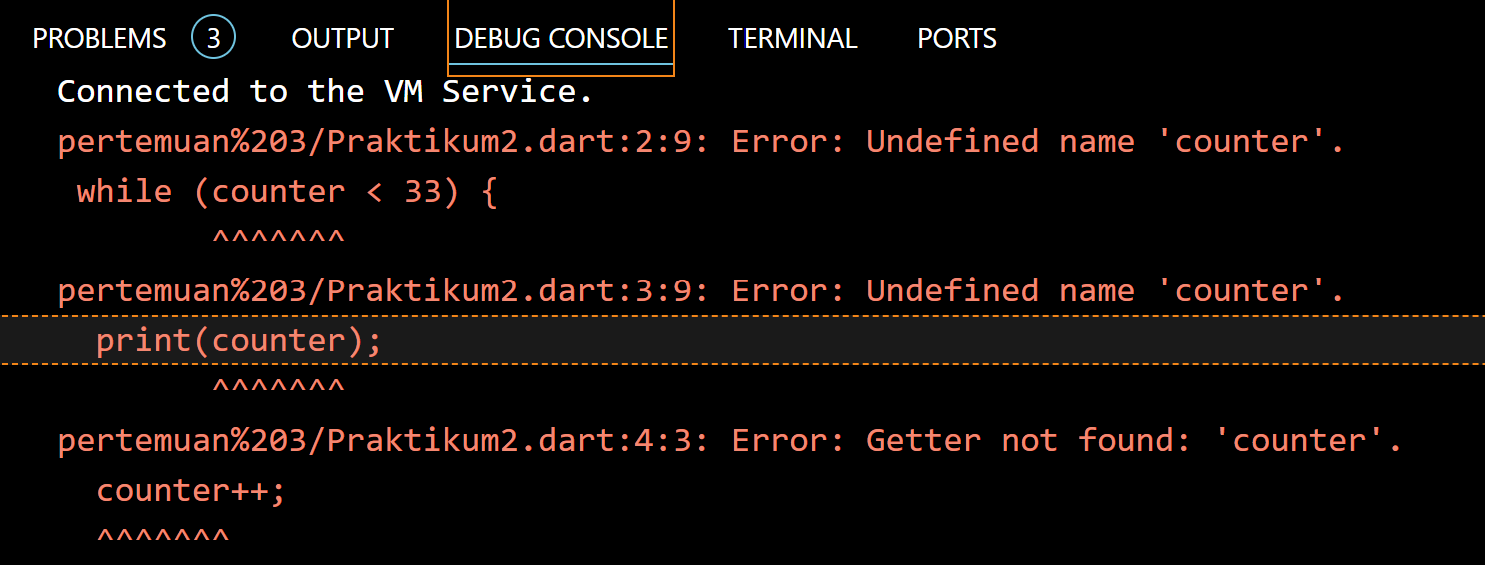 PROBLEMS 3 OUTPUT DEBUG CONSOLE TERMINAL PORTS
Connected to the VM Service.
pertemuan%203/Praktikum2.dart:2:9: Error: Undefined name 'counter'.
 while (counter < 33) {
        ^^^^^^^
pertemuan%203/Praktikum2.dart:3:9: Error: Undefined name 'counter'.
  print(counter);
        ^^^^^^^
pertemuan%203/Praktikum2.dart:4:3: Error: Getter not found: 'counter'.
  counter++;
  ^^^^^^^